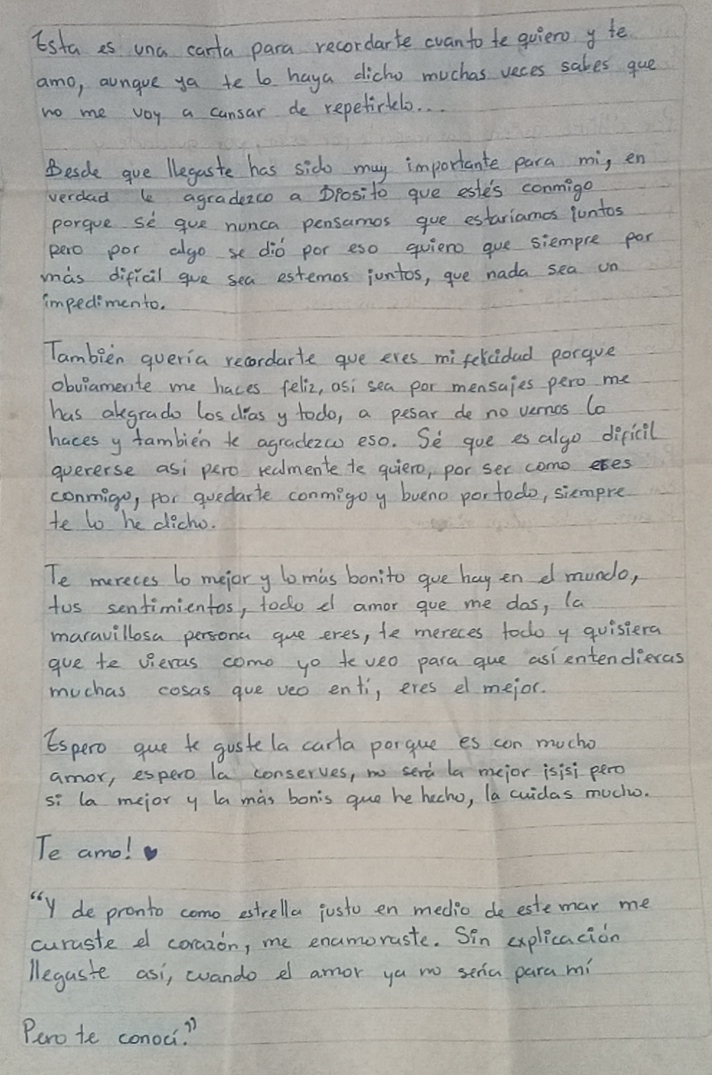 Esta es una carta para recordarte cuanto te quiero y te
amo, aunque ya te lo haya dicho muchas veces sabes que
no me voy a cansar de repetirtelo...
Desde que llegaste has sido muy importante para mi, en
verdad le agradezco a Diosito que estés conmigo
porque sé que nunca pensamos que estaríamos juntos
pero por algo se dió por eso quiero que siempre por
más difícil que sea estemos juntos, que nada sea un
impedimento.
También quería recordarte que eres mi felicidad porque
obviamente me haces feliz, así sea por mensajes pero me
has alegrado los días y todo, a pesar de no vernos lo
haces y también te agradezco eso. Sé que es algo difícil
quererse asi pero realmente te quiero, por ser como eres
conmigo, por quedarte conmigo y bueno por todo, siempre
te lo he dicho.
Te mereces lo mejor y lo más bonito que hay en el mundo,
tus sentimientos, todo el amor que me das, la
maravillosa persona que eres, te mereces todo y quisiera
que te vieras como yo te veo para que así entendieras
muchas cosas que veo en ti, eres el mejor.
Espero que te guste la carta porque es con mucho
amor, espero la conserves, no será la mejor jsjsj pero
si la mejor y la más bonis que he hecho, la cuidas mucho.
Te amo! ♥
"Y de pronto como estrella justo en medio de este mar me
curaste el corazón, me enamoraste. Sin explicación
llegaste así, cuando el amor ya no sería para mí
Pero te conocí."